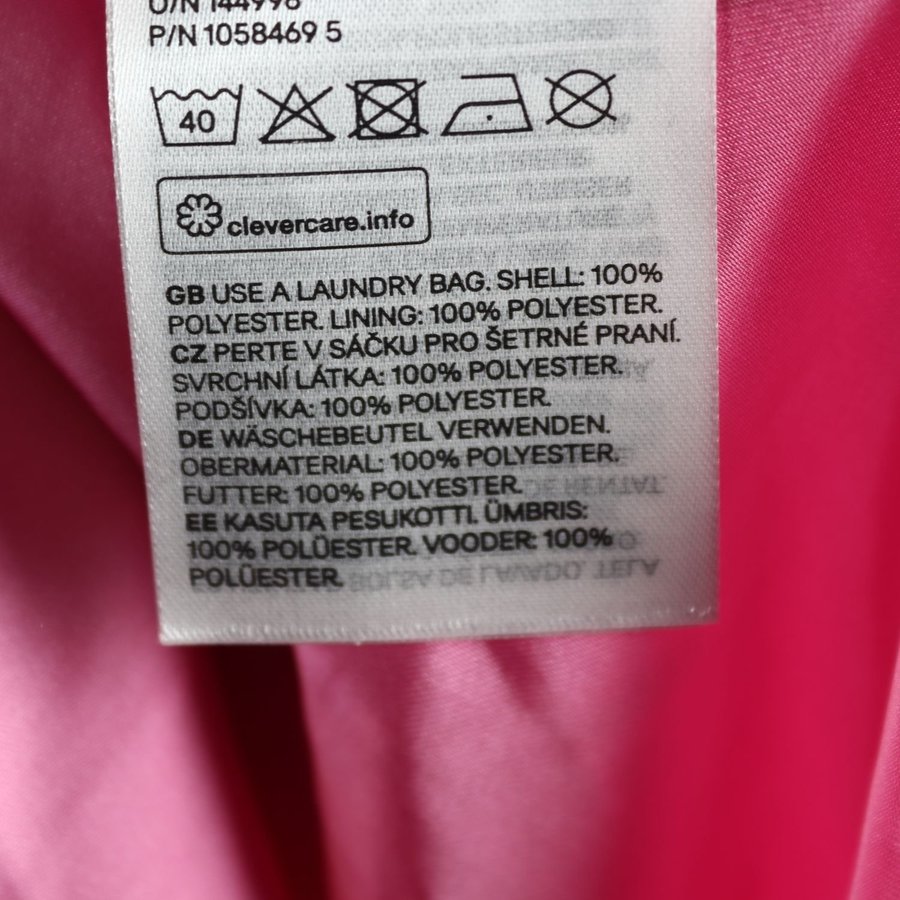 O/N 144998
P/N 1058469 5
40
clevercare.info
GB USE A LAUNDRY BAG. SHELL: 100%
POLYESTER. LINING: 100% POLYESTER.
CZ PERTE V SÁČKU PRO ŠETRNÉ PRANÍ.
SVRCHNÍ LÁTKA: 100% POLYESTER.
PODŠÍVKA: 100% POLYESTER.
DE WÄSCHEBEUTEL VERWENDEN.
OBERMATERIAL: 100% POLYESTER.
FUTTER: 100% POLYESTER.
EE KASUTA PESUKOTTI. ÜMBRIS:
100% POLÜESTER. VOODER: 100%
POLÜESTER.